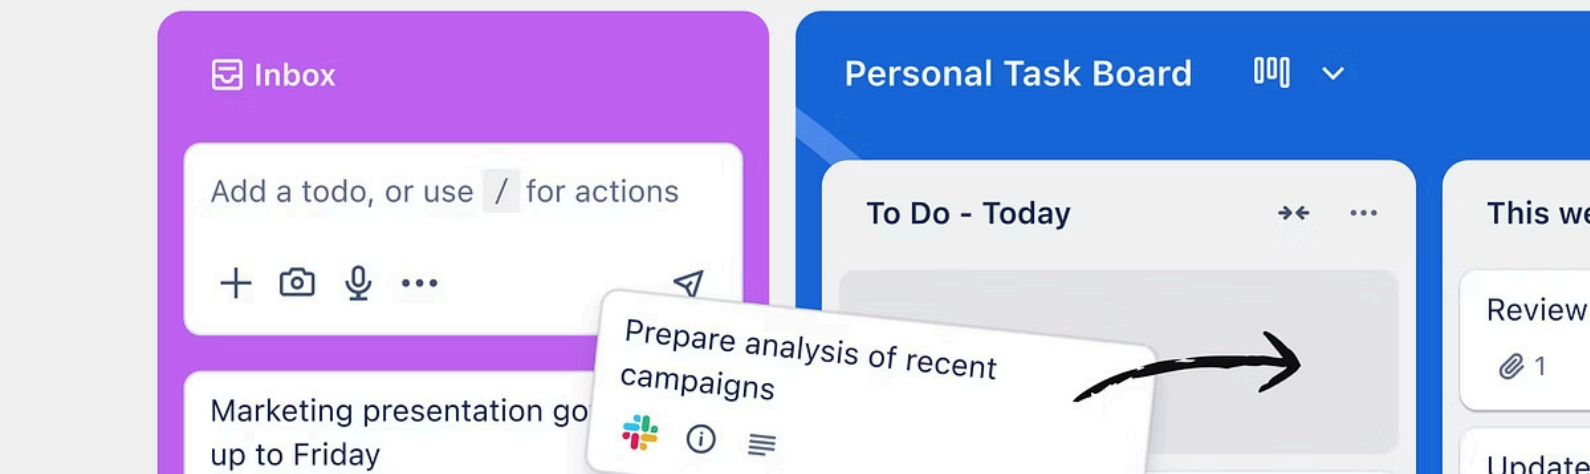 Inbox
Add a todo, or use / for actions
Marketing presentation go
up to Friday
Prepare analysis of recent
campaigns
Personal Task Board
To Do - Today
This we
Review
1
Update